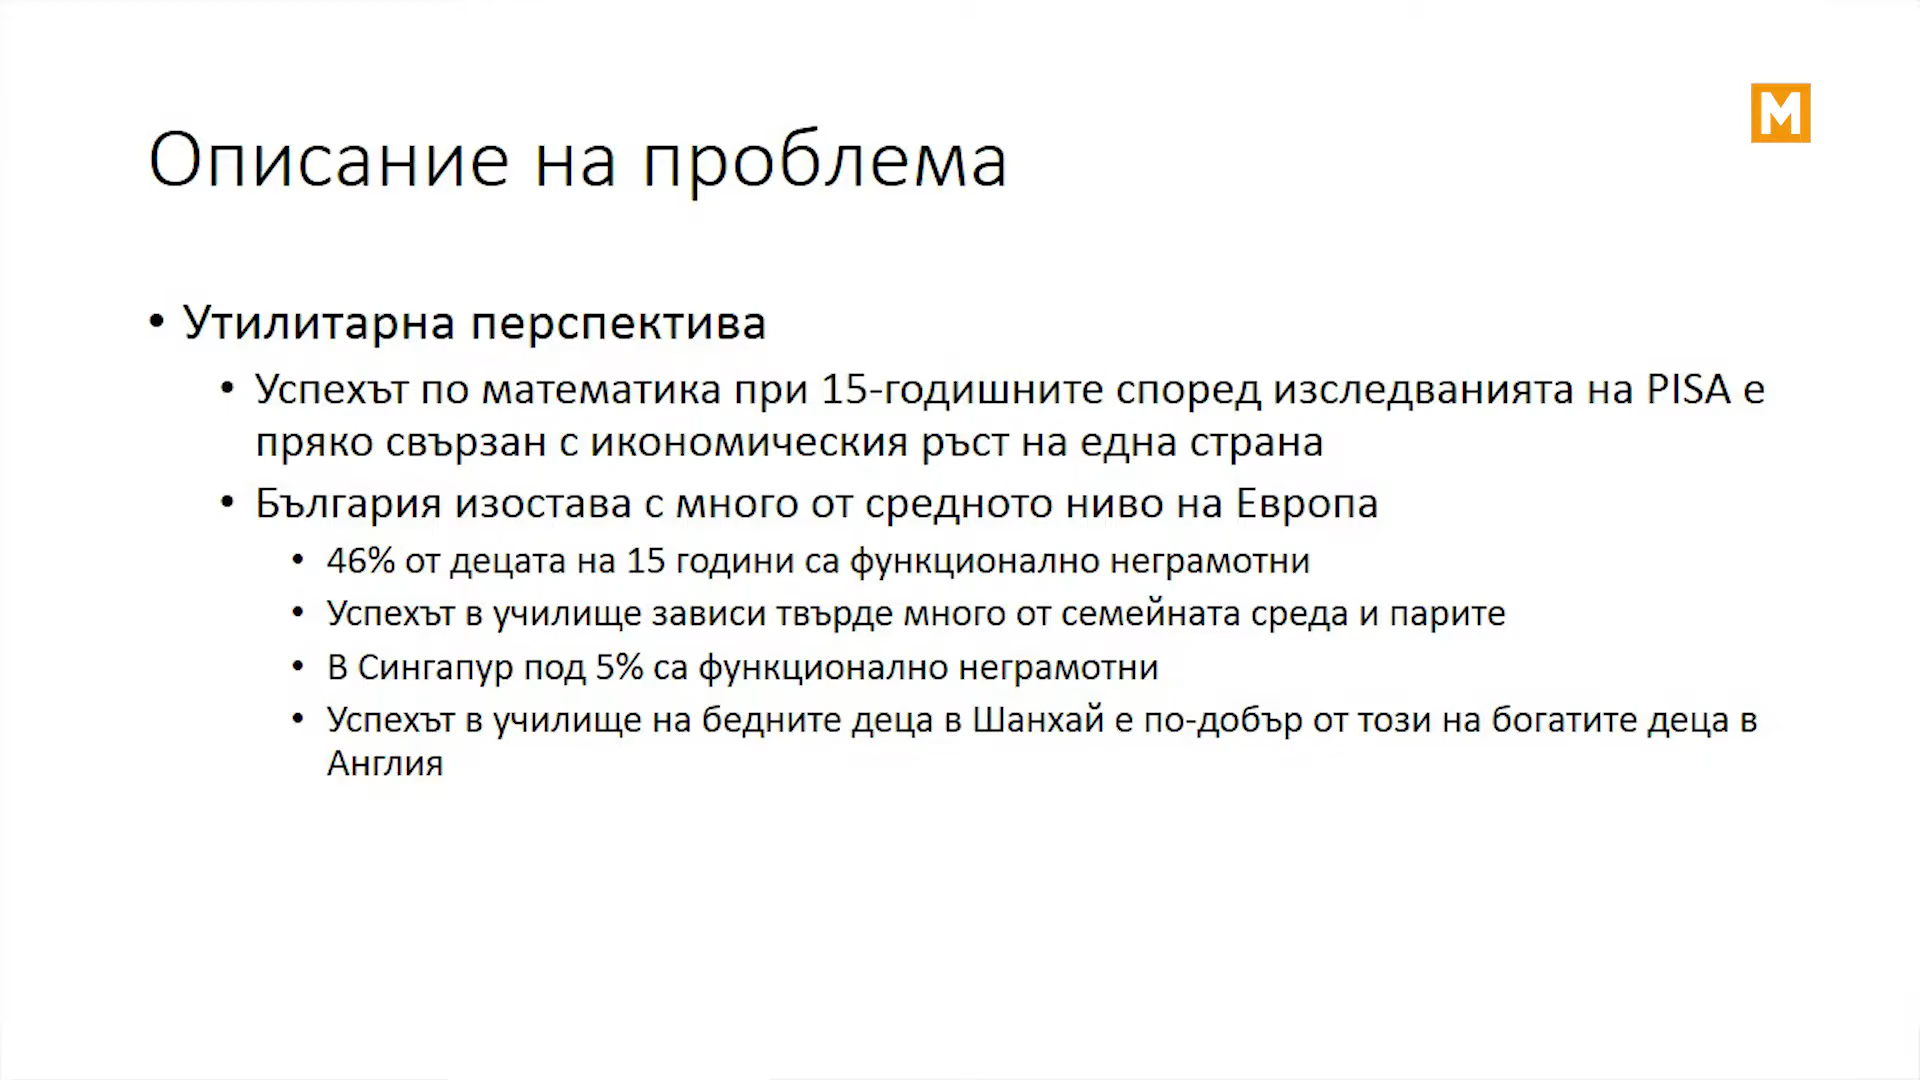 M
Описание на проблема
• Утилитарна перспектива
• Успехът по математика при 15-годишните според изследванията на PISA е
пряко свързан с икономическия ръст на една страна
• България изостава с много от средното ниво на Европа
• 46% от децата на 15 години са функционално неграмотни
• Успехът в училище зависи твърде много от семейната среда и парите
• В Сингапур под 5% са функционално неграмотни
• Успехът в училище на бедните деца в Шанхай е по-добър от този на богатите деца в
Англия